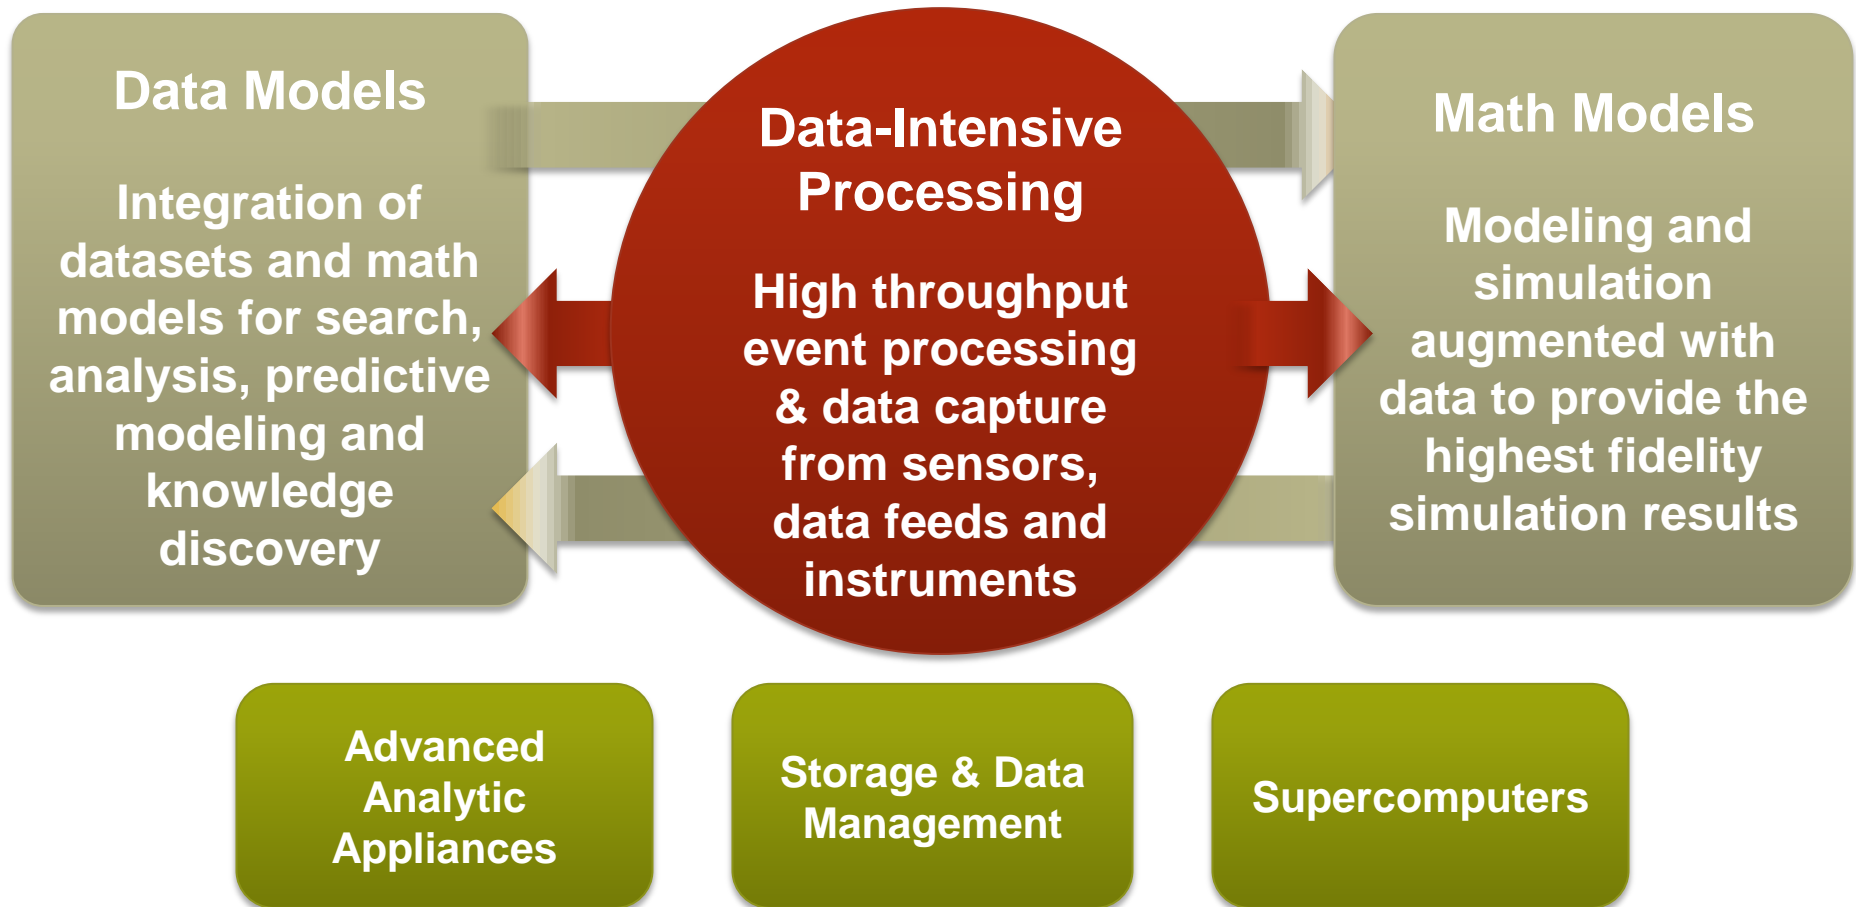 Data Models
Integration of
datasets and math
models for search,
analysis, predictive
modeling and
knowledge
discovery
Data-Intensive
Processing
High throughput
event processing
& data capture
from sensors,
data feeds and
instruments
Math Models
Modeling and
simulation
augmented with
data to provide the
highest fidelity
simulation results
Advanced
Analytic
Appliances
Storage & Data
Management
Supercomputers